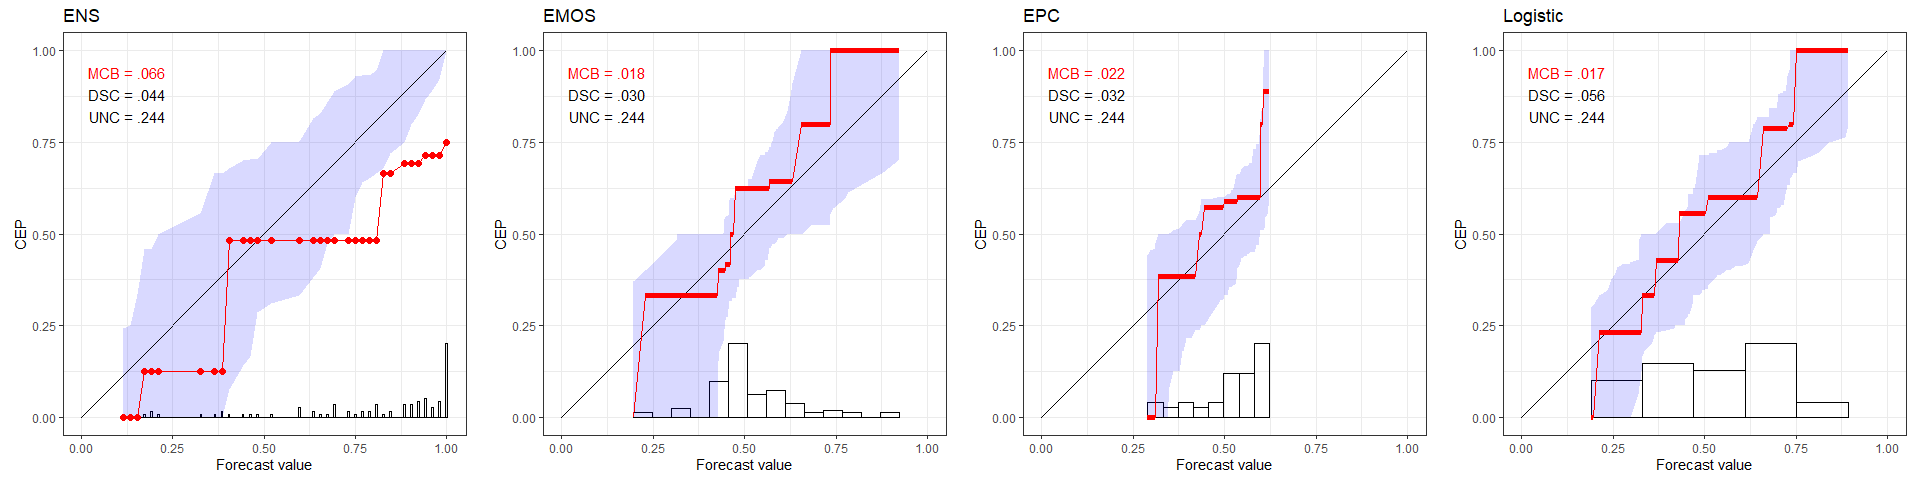 ENS
MCB = .066
DSC = .044
UNC = .244
1.00
0.75
0.50
0.25
0.00
CEP
0.00 0.25 0.50 0.75 1.00
Forecast value
EMOS
MCB = .018
DSC = .030
UNC = .244
1.00
0.75
0.50
0.25
0.00
CEP
0.00 0.25 0.50 0.75 1.00
Forecast value
EPC
MCB = .022
DSC = .032
UNC = .244
1.00
0.75
0.50
0.25
0.00
CEP
0.00 0.25 0.50 0.75 1.00
Forecast value
Logistic
MCB = .017
DSC = .056
UNC = .244
1.00
0.75
0.50
0.25
0.00
CEP
0.00 0.25 0.50 0.75 1.00
Forecast value